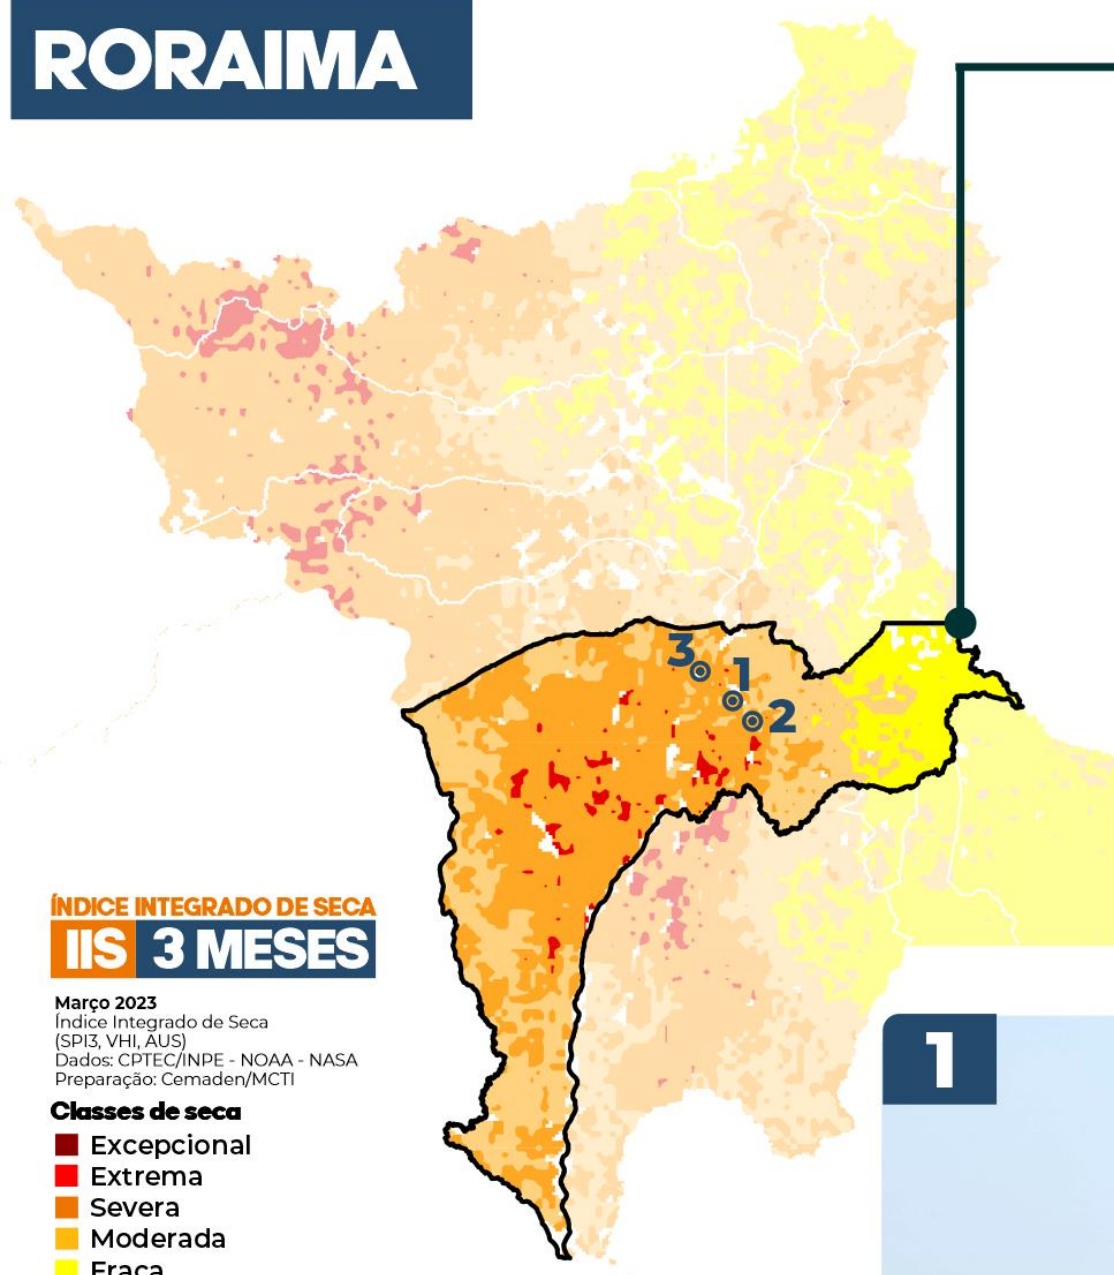 RORAIMA
3
1
2
ÍNDICE INTEGRADO DE SECA
IIS 3 MESES
Março 2023
Índice Integrado de Seca
(SPI3, VHI, AUS)
Dados: CPTEC/INPE - NOAA - NASA
Preparação: Cemaden/MCTI
Classes de seca
Excepcional
Extrema
Severa
Moderada
Fraca
1